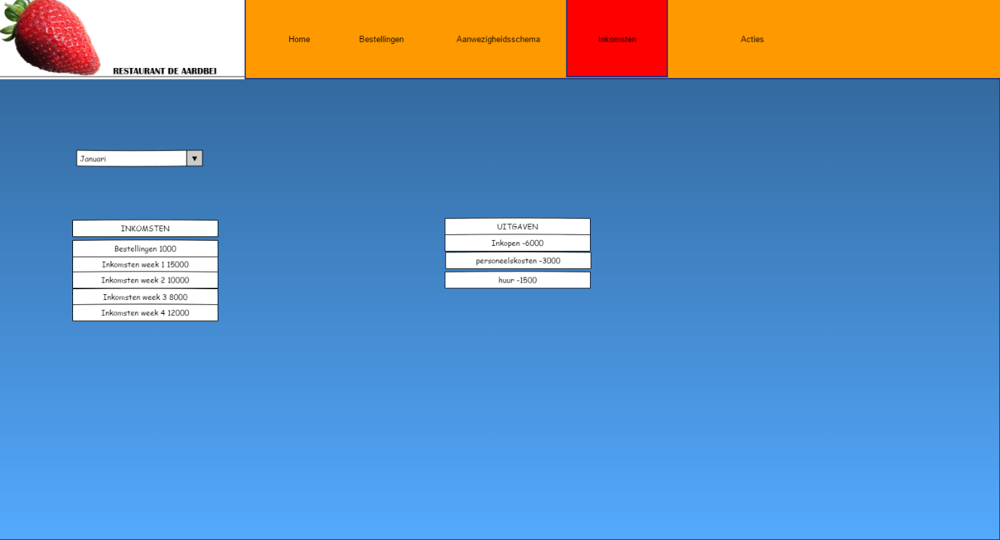 RESTAURANT DE AARDBEI
Home
Bestellingen
Aanwezigheidsschema
Inkomsten
Acties
Januari
INKOMSTEN
Bestellingen 1000
Inkomsten week 1 15000
Inkomsten week 2 10000
Inkomsten week 3 8000
Inkomsten week 4 12000
UITGAVEN
Inkopen -6000
personeelskosten -3000
huur -1500